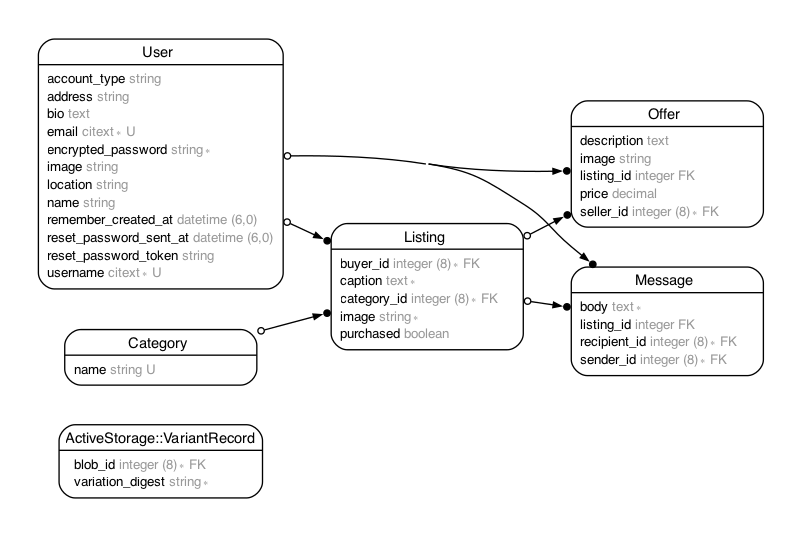 User
account_type string
address string
bio text
email citext∗ U
encrypted_password string∗
image string
location string
name string
remember_created_at datetime (6,0)
reset_password_sent_at datetime (6,0)
reset_password_token string
username citext∗ U
Category
name string U
ActiveStorage::VariantRecord
blob_id integer (8)∗ FK
variation_digest string∗
Listing
buyer_id integer (8)∗ FK
caption text∗
category_id integer (8)∗ FK
image string∗
purchased boolean
Offer
description text
image string
listing_id integer FK
price decimal
seller_id integer (8)∗ FK
Message
body text∗
listing_id integer FK
recipient_id integer (8)∗ FK
sender_id integer (8)∗ FK